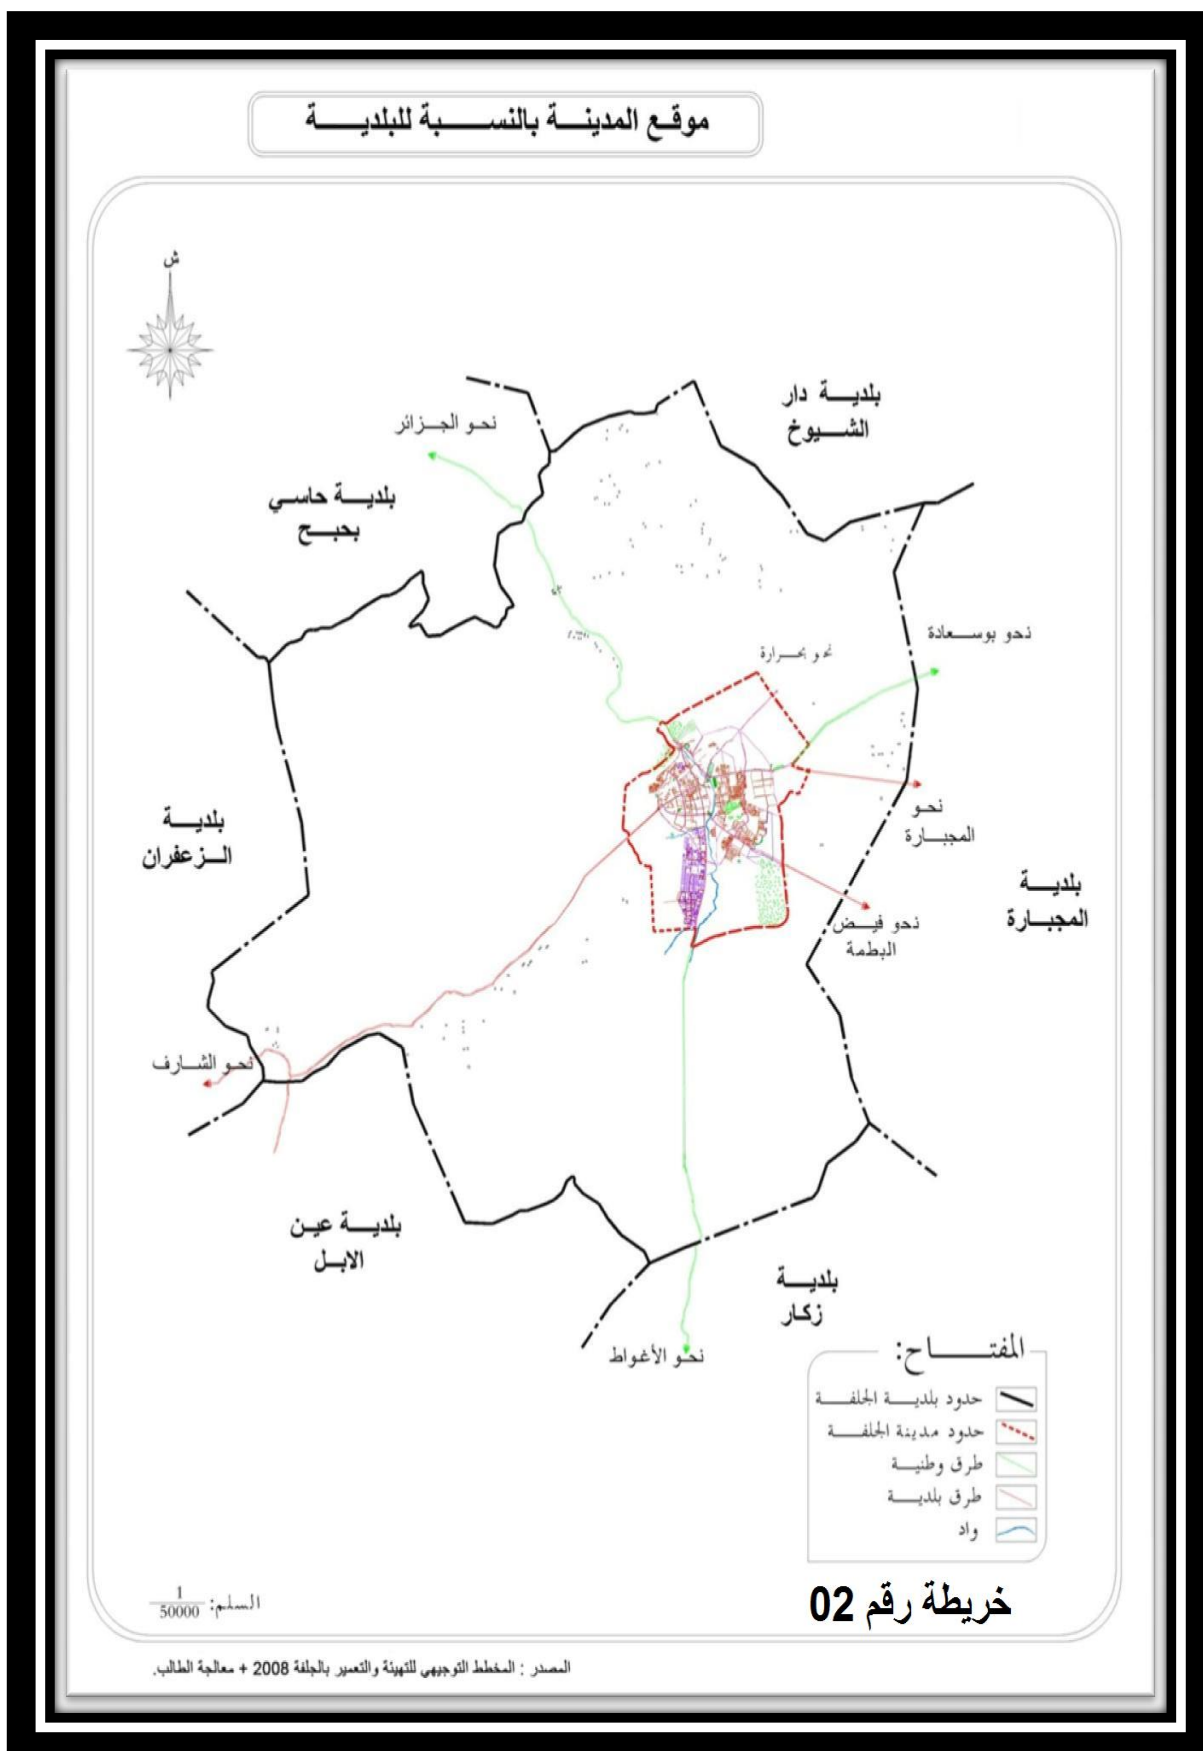 موقع المدينة بالنسبة للبلدية
ش
بلدية دار
الشيوخ
نحو الجزائر
بلدية حاسي
بحبح
نحو بوسعادة
نحو بحرارة
نحو
المجبارة
بلدية
الزعفران
بلدية
المجبارة
نحو فيض
البطمة
نحو الشارف
بلدية عين
الابل
بلدية
زكار
نحو الأغواط
المفتاح:
حدود بلدية الجلفة
حدود مدينة الجلفة
طرق وطنية
طرق بلدية
واد
السلم: 1/50000
خريطة رقم 02
المصدر : المخطط التوجيهي للتهيئة والتعمير بالجلفة 2008 + معالجة الطالب.